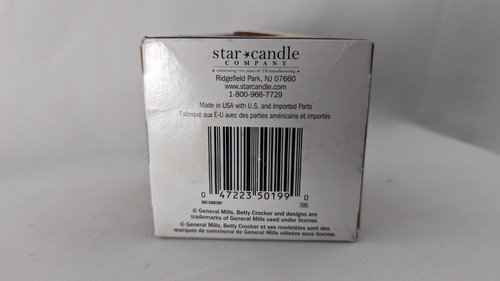 star★candle
COMPANY
Ridgefield Park, NJ 07660
www.starcandle.com
1-800-966-7729
Made in USA with U.S. and Imported Parts
Fabriqué aux É-U avec des parties américains et importés
0 47223 50199 0
© General Mills. Betty Crocker and designs are
trademarks of General Mills used under license.
© General Mills. Betty Crocker et ses modelétes sont des
marques de commerce de General Mills utilisées sous license.